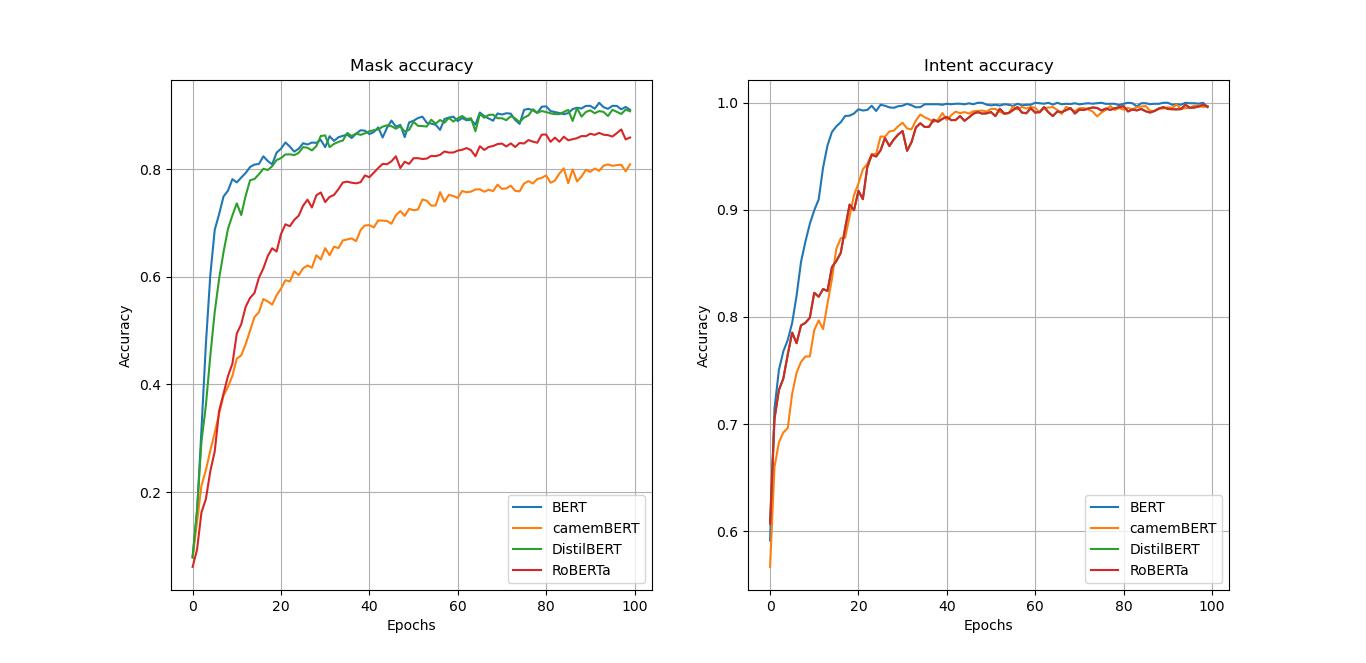 Mask accuracy
Accuracy
0.8
0.6
0.4
0.2
0 20 40 60 80 100
Epochs
BERT
camemBERT
DistilBERT
RoBERTa
Intent accuracy
Accuracy
1.0
0.9
0.8
0.7
0.6
0 20 40 60 80 100
Epochs
BERT
camemBERT
DistilBERT
RoBERTa